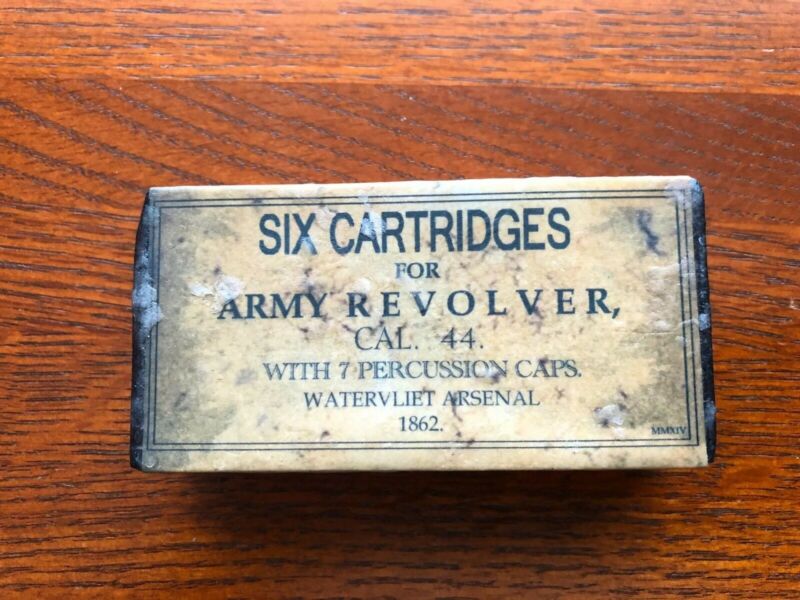 SIX CARTRIDGES
FOR
ARMY REVOLVER,
CAL. 44.
WITH 7 PERCUSSION CAPS.
WATERVLIET ARSENAL
1862.
MMXIV